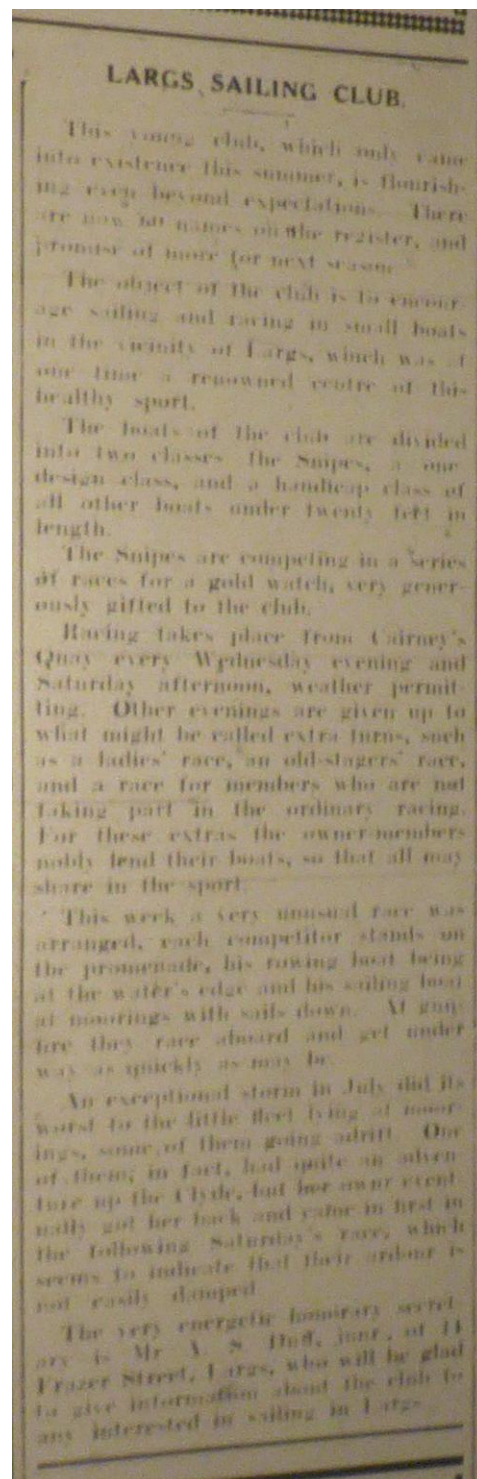 LARGS SAILING CLUB.
This young club, which only came
into existence this summer, is flourish-
ing even beyond expectations. There
are now 60 names on the register, and
promise of more for next season.
The object of the club is to encour-
age sailing and racing in small boats
in the vicinity of Largs, which was at
one time a renowned centre of this
healthy sport.
The boats of the club are divided
into two classes the Snipes, a one-
design class, and a handicap class of
all other boats under twenty feet in
length.
The Snipes are competing in a series
of races for a gold watch, very gener-
ously gifted to the club.
Racing takes place from Cairney's
Quay every Wednesday evening and
Saturday afternoon, weather permit-
ting. Other evenings are given up to
what might be called extra turns, such
as a ladies' race, an old-stagers' race,
and a race for members who are not
taking part in the ordinary racing.
For these extras the owner-members
nobly lend their boats, so that all may
share in the sport.
This week a very unusual race was
arranged, each competitor stands on
the promenade, his rowing boat being
at the water's edge and his sailing boat
at moorings with sails down. At gun-
fire they race aboard and get under
way as quickly as may be.
An exceptional storm in July did its
worst to the little fleet lying at moor-
ings, some of them going adrift. One
of them, in fact, had quite an adven-
ture up the Clyde, but her ownr event-
ually got her back and came in first in
the following Saturday's race, which
seems to indicate that their ardour is
not easily damped.
The very energetic honorary secret-
ary is Mr A. S. Duff, junr., of 14
Frazer Street, Largs, who will be glad
to give information about the club to
any interested in sailing in Largs.